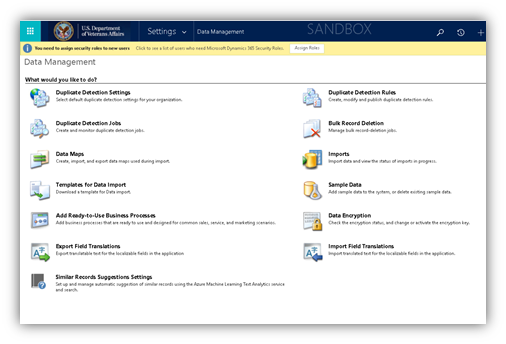 U.S. Department
of Veterans Affairs
Settings
Data Management
SANDBOX
You need to assign security roles to new users
Click to see a list of users who need Microsoft Dynamics 365 Security Roles.
Assign Roles
Data Management
What would you like to do?
Duplicate Detection Settings
Select default duplicate detection settings for your organization.
Duplicate Detection Rules
Create, modify and publish duplicate detection rules.
Duplicate Detection Jobs
Create and monitor duplicate detection jobs.
Bulk Record Deletion
Manage bulk record-deletion jobs.
Data Maps
Create, import, and export data maps used during import.
Imports
Import data and view the status of imports in progress.
Templates for Data Import
Download a template for Data import.
Sample Data
Add sample data to the system, or delete existing sample data.
Add Ready-to-Use Business Processes
Add business processes that are ready to use and designed for common sales, service, and marketing scenarios.
Data Encryption
Check the encryption status, and change or activate the encryption key.
Export Field Translations
Export translatable text for the localizable fields in the application
Import Field Translations
Import translated text for the localizable fields in the application.
Similar Records Suggestions Settings
Set up and manage automatic suggestion of similar records using the Azure Machine Learning Text Analytics service
and search.